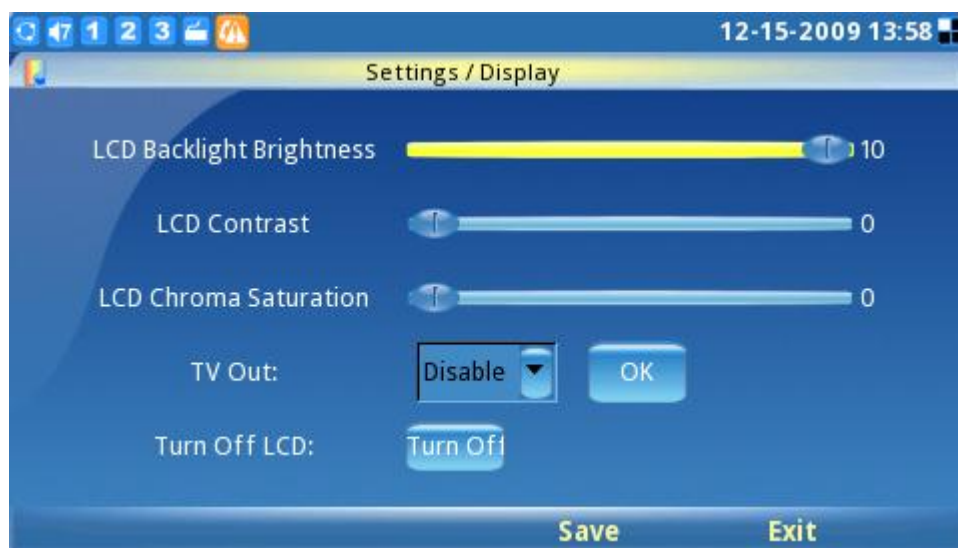 7 1 2 3 12-15-2009 13:58
Settings / Display
LCD Backlight Brightness 10
LCD Contrast 0
LCD Chroma Saturation 0
TV Out: Disable OK
Turn Off LCD: Turn Off
Save Exit